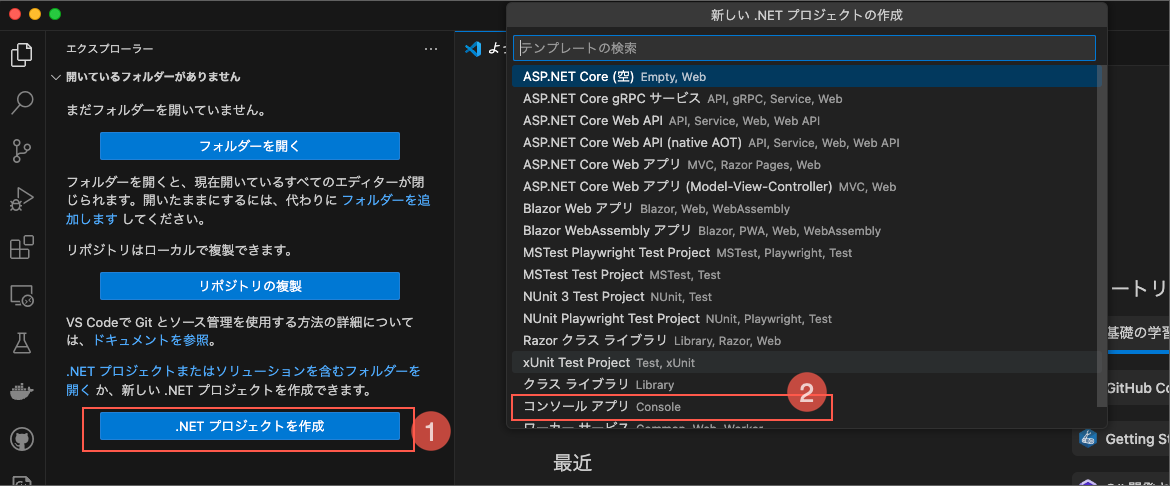 エクスプローラー
開いているフォルダーがありません
まだフォルダーを開いていません。
フォルダーを開く
フォルダーを開くと、現在開いているすべてのエディターが閉
じられます。開いたままにするには、代わりに フォルダーを追
加します してください。
リポジトリはローカルで複製できます。
リポジトリの複製
VS Codeで Git とソース管理を使用する方法の詳細について
は、ドキュメントを参照。
.NET プロジェクトまたはソリューションを含むフォルダーを
開く か、新しい .NET プロジェクトを作成できます。
.NET プロジェクトを作成
1
よっ
新しい .NET プロジェクトの作成
テンプレートの検索
ASP.NET Core (空) Empty, Web
ASP.NET Core gRPC サービス API, gRPC, Service, Web
ASP.NET Core Web API API, Service, Web, Web API
ASP.NET Core Web API (native AOT) API, Service, Web, Web API
ASP.NET Core Web アプリ MVC, Razor Pages, Web
ASP.NET Core Web アプリ (Model-View-Controller) MVC, Web
Blazor Web アプリ Blazor, Web, WebAssembly
Blazor WebAssembly アプリ Blazor, PWA, Web, WebAssembly
MSTest Playwright Test Project MSTest, Playwright, Test
MSTest Test Project MSTest, Test
NUnit 3 Test Project NUnit, Test
NUnit Playwright Test Project NUnit, Playwright, Test
Razor クラス ライブラリ Library, Razor, Web
xUnit Test Project Test, xUnit
クラス ライブラリ Library
コンソール アプリ Console
2
ワーカー サービス Common, Web, Worker
最近
ートリ
基礎の学習
GitHub Co
Getting St